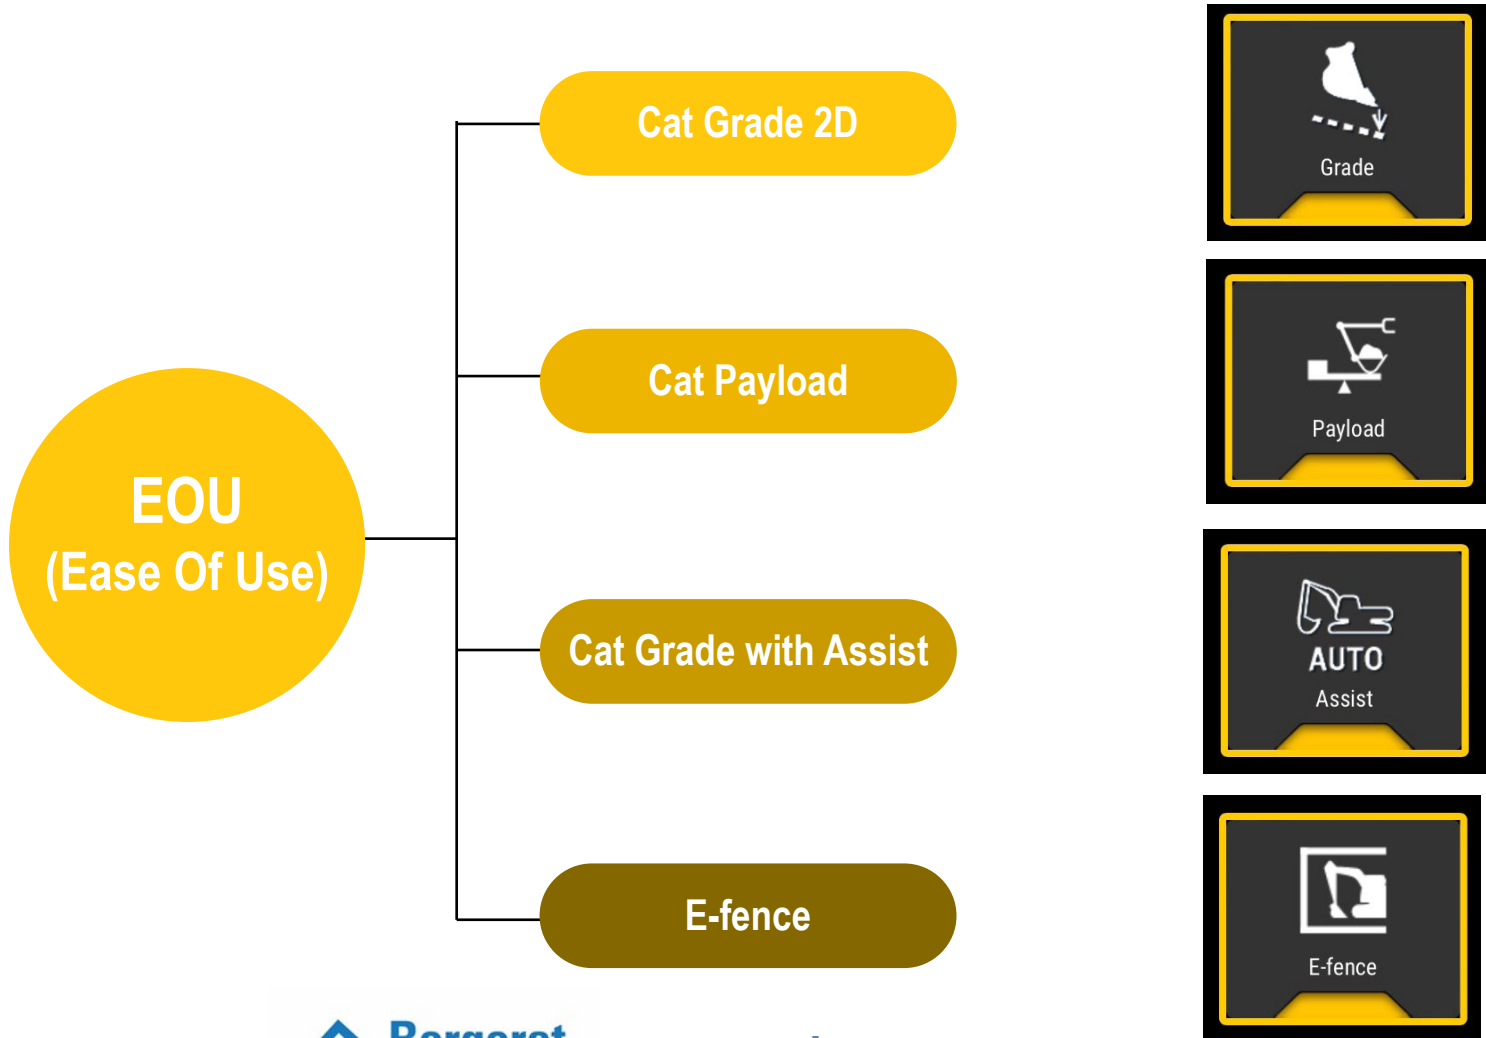 Cat Grade 2D
Grade
Cat Payload
Payload
EOU
(Ease Of Use)
Cat Grade with Assist
AUTO
Assist
E-fence
E-fence